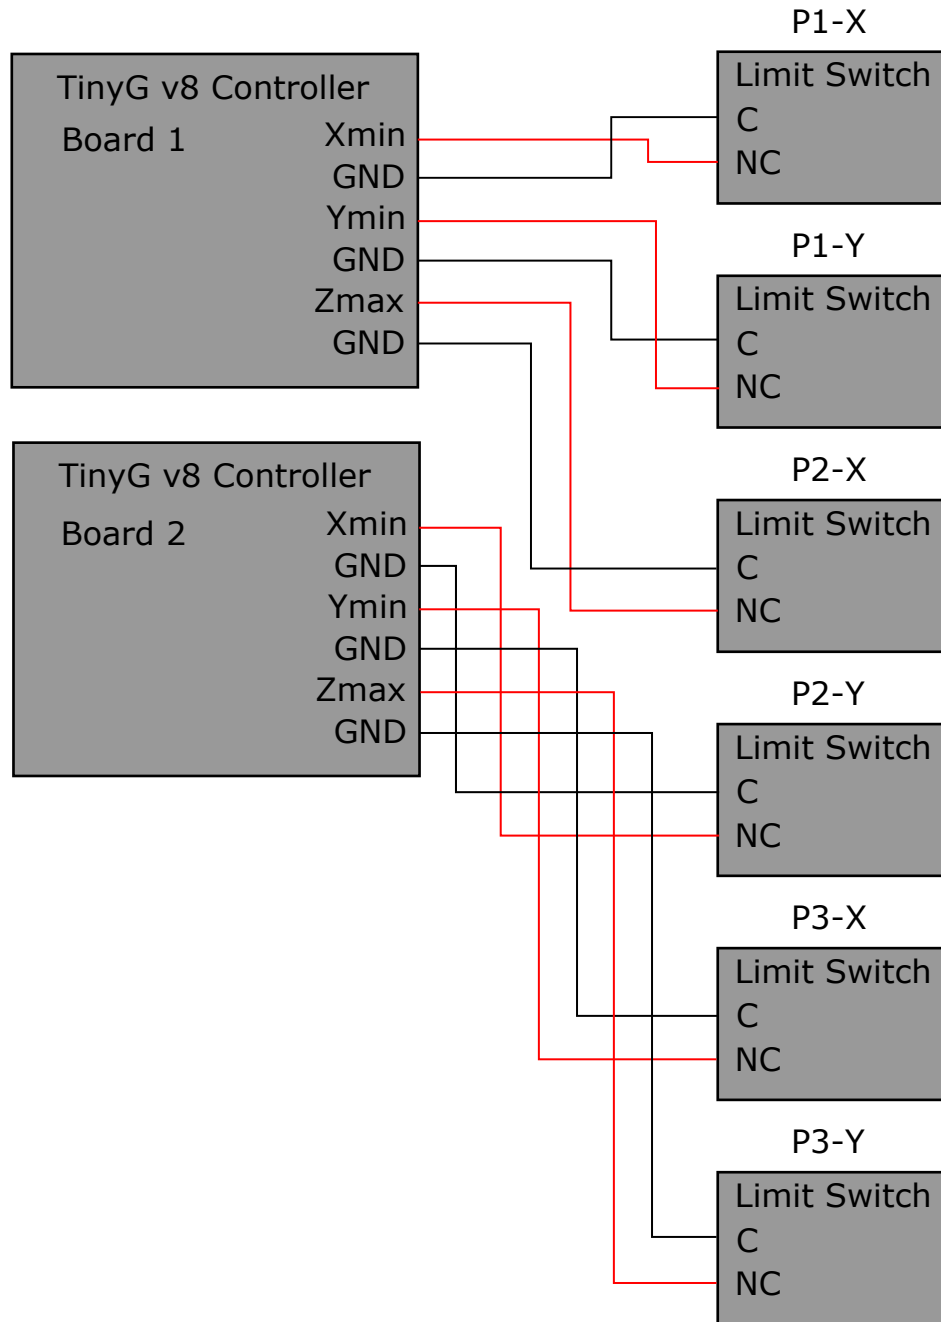 TinyG v8 Controller
Board 1
Xmin
GND
Ymin
GND
Zmax
GND
TinyG v8 Controller
Board 2
Xmin
GND
Ymin
GND
Zmax
GND
P1-X
Limit Switch
C
NC
P1-Y
Limit Switch
C
NC
P2-X
Limit Switch
C
NC
P2-Y
Limit Switch
C
NC
P3-X
Limit Switch
C
NC
P3-Y
Limit Switch
C
NC